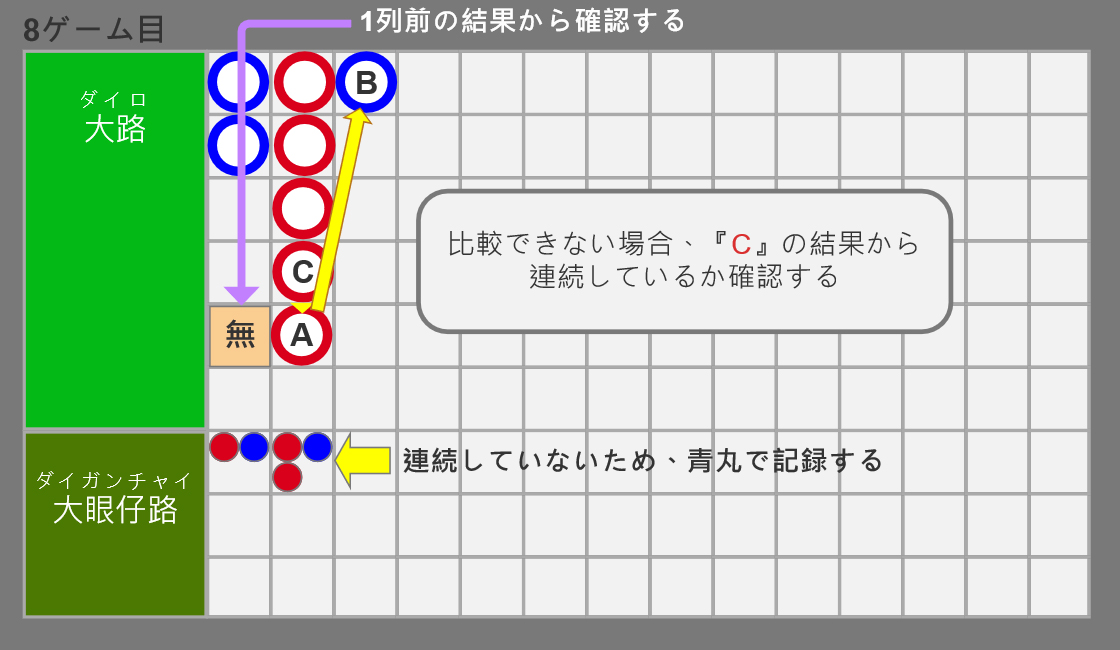 8ゲーム目
1列前の結果から確認する
ダイロ
大路
B
C
無
A
比較できない場合、『C』の結果から
連続しているか確認する
ダイガンチャイ
大眼仔路
連続していないため、青丸で記録する